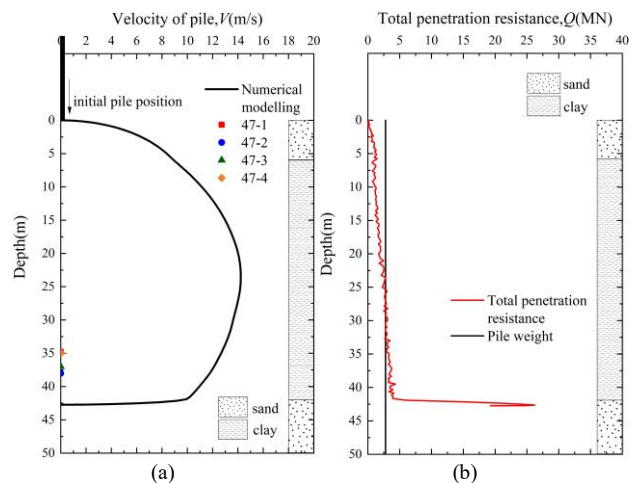 Velocity of pile,V(m/s)
0 2 4 6 8 10 12 14 16 18 20
initial pile position
Numerical
modelling
47-1
47-2
47-3
47-4
Depth(m)
0
5
10
15
20
25
30
35
40
45
50
sand
clay
(a)
Total penetration resistance,Q(MN)
0 5 10 15 20 25 30 35 40
sand
clay
Depth(m)
0
5
10
15
20
25
30
35
40
45
50
Total penetration
resistance
Pile weight
(b)